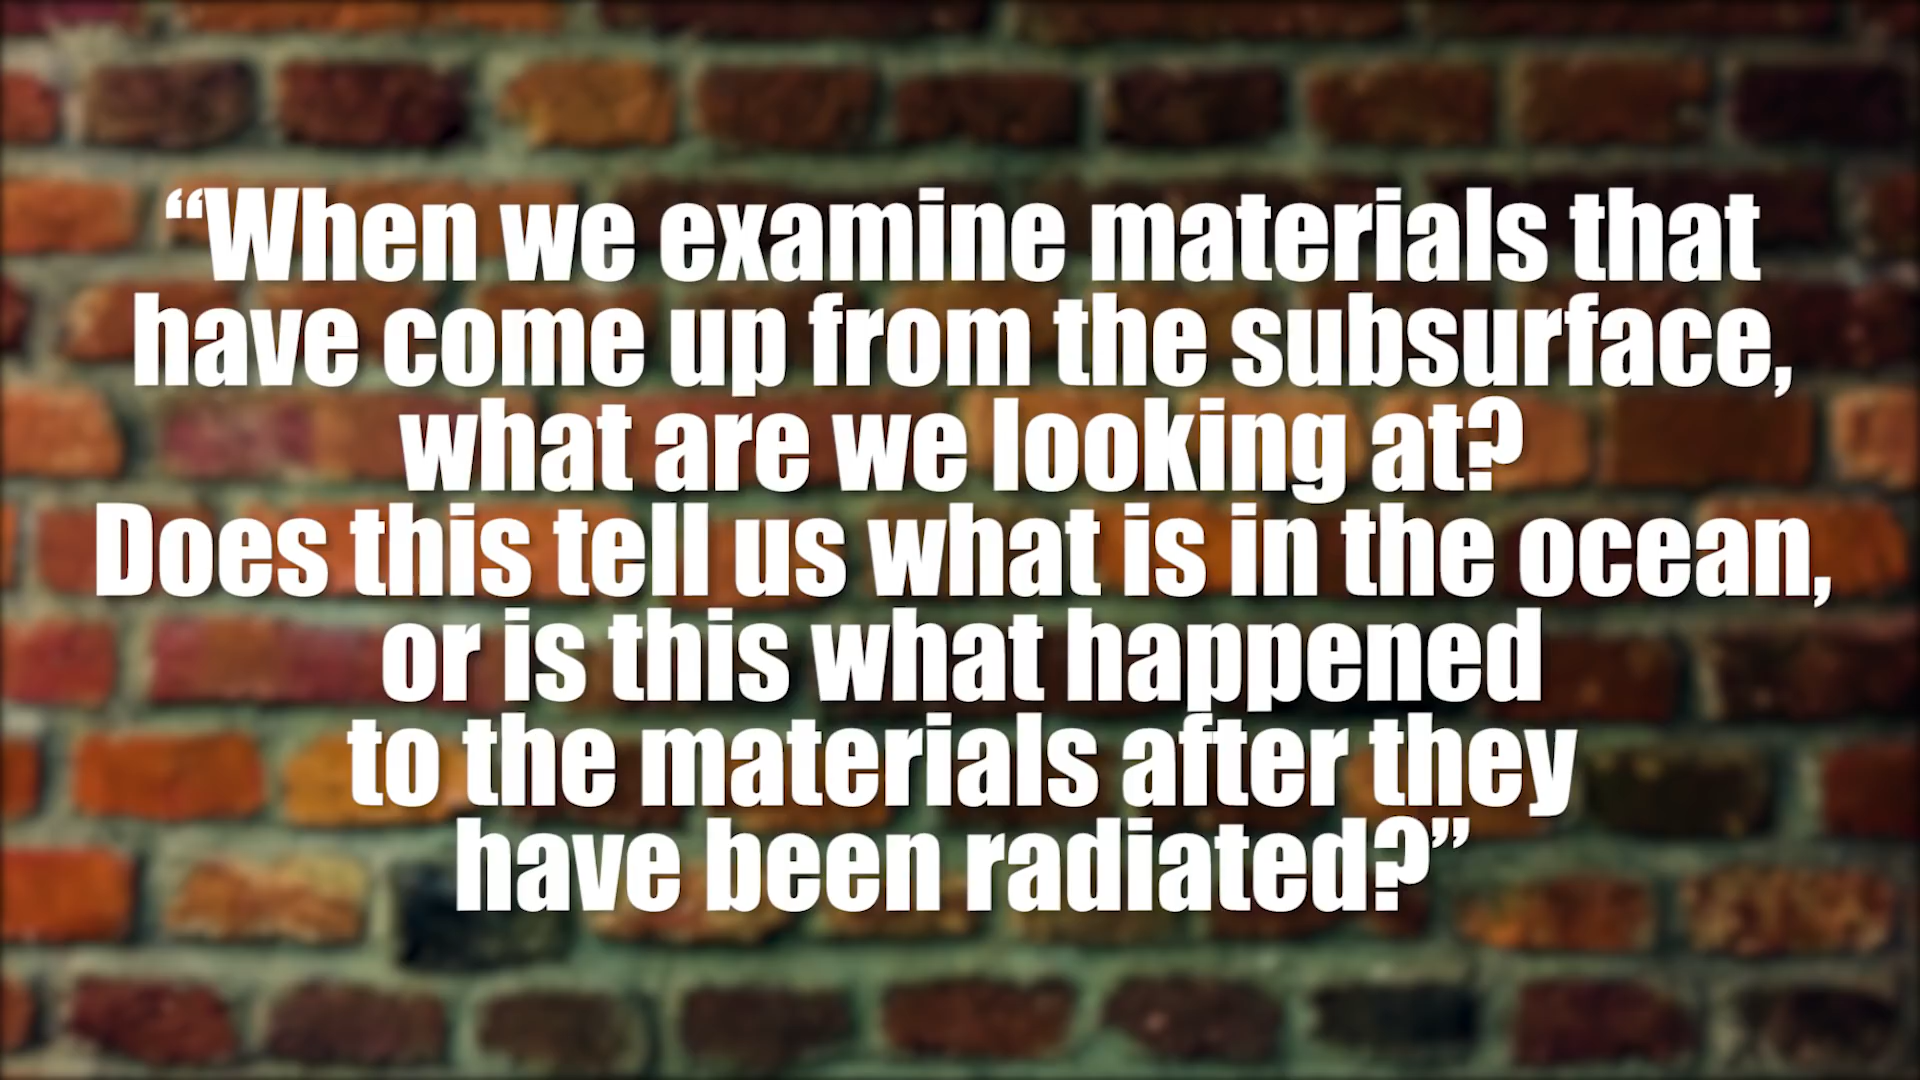 “When we examine materials that
have come up from the subsurface,
what are we looking at?
Does this tell us what is in the ocean,
or is this what happened
to the materials after they
have been radiated?”